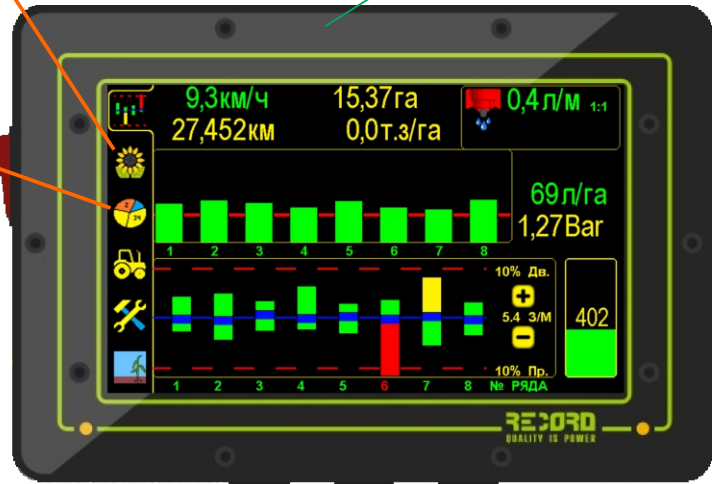 9,3км/ч 15,37га 0,4л/м 1:1
27,452км 0,0т.з/га
69л/га
1,27Bar
1 2 3 4 5 6 7 8
10% Дв.
5.4 З/М
402
10% Пр.
1 2 3 4 5 6 7 8 № РЯДА
2 24
RECORD
QUALITY IS POWER